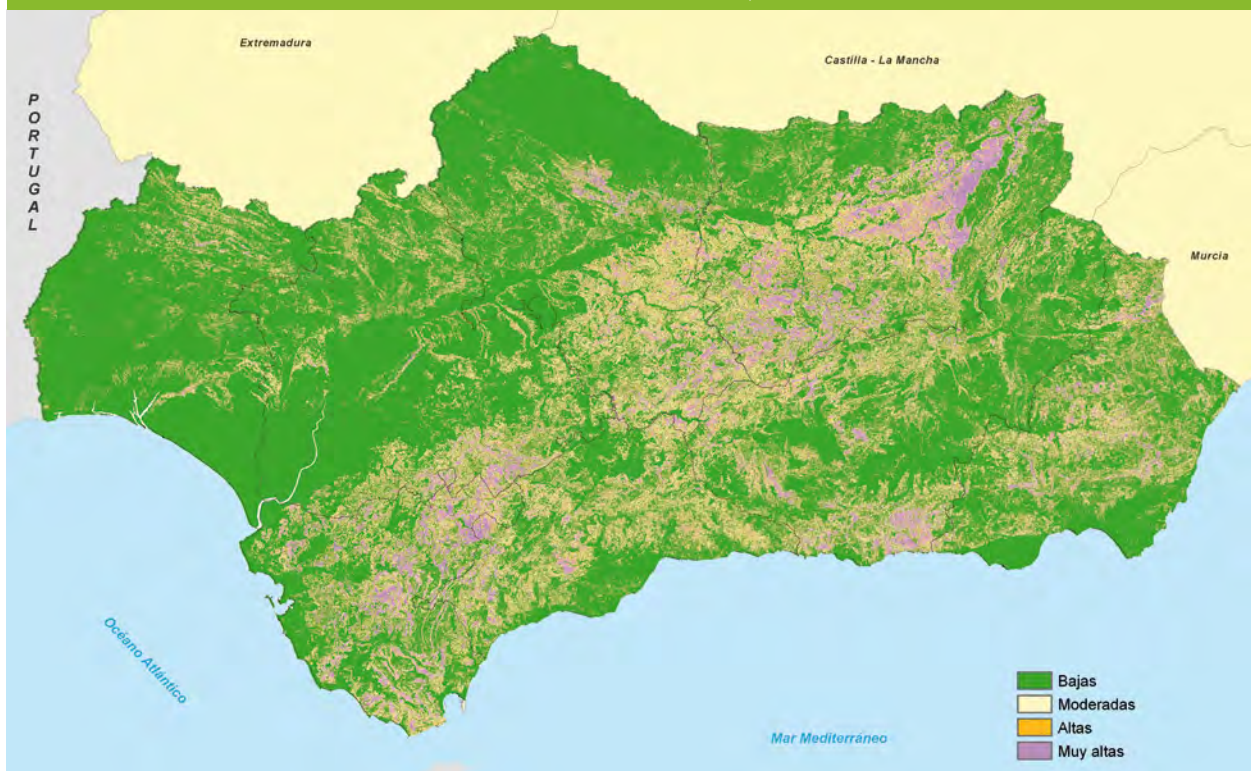 Extremadura
Castilla - La Mancha
PORTUGAL
Murcia
Océano Atlántico
Mar Mediterráneo
Bajas
Moderadas
Altas
Muy altas